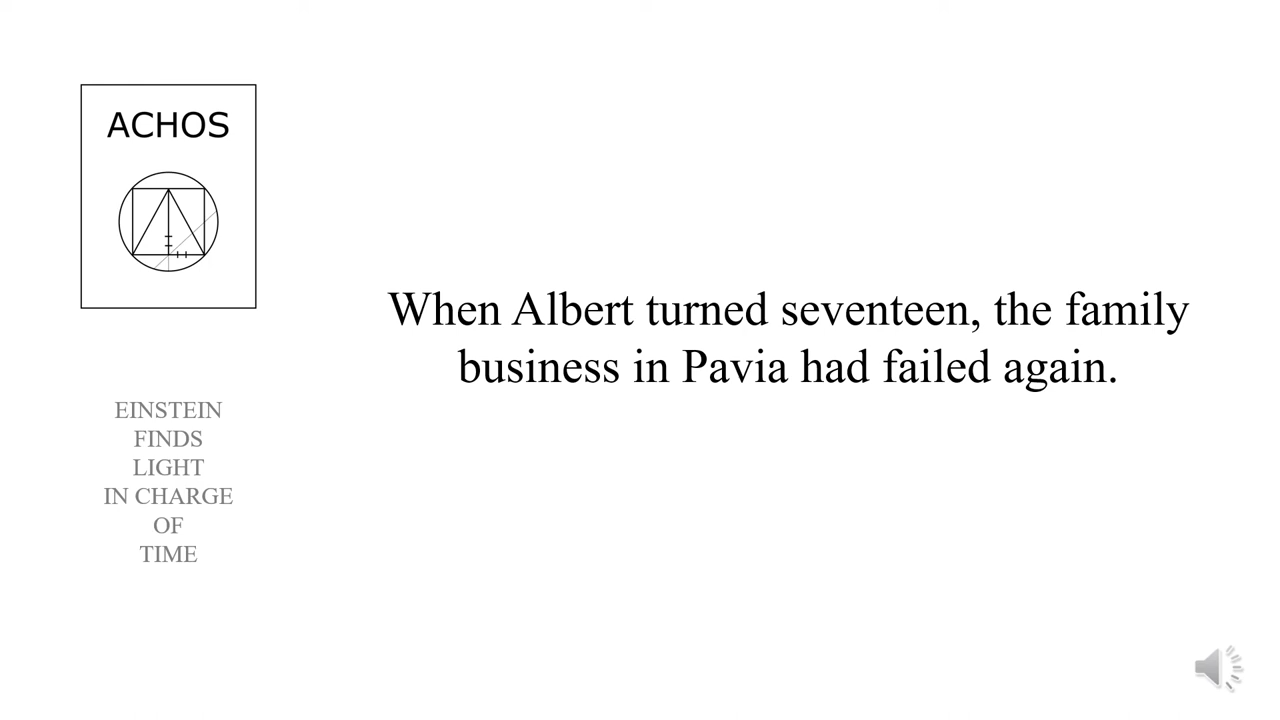 ACHOS
EINSTEIN
FINDS
LIGHT
IN CHARGE
OF
TIME
When Albert turned seventeen, the family
business in Pavia had failed again.